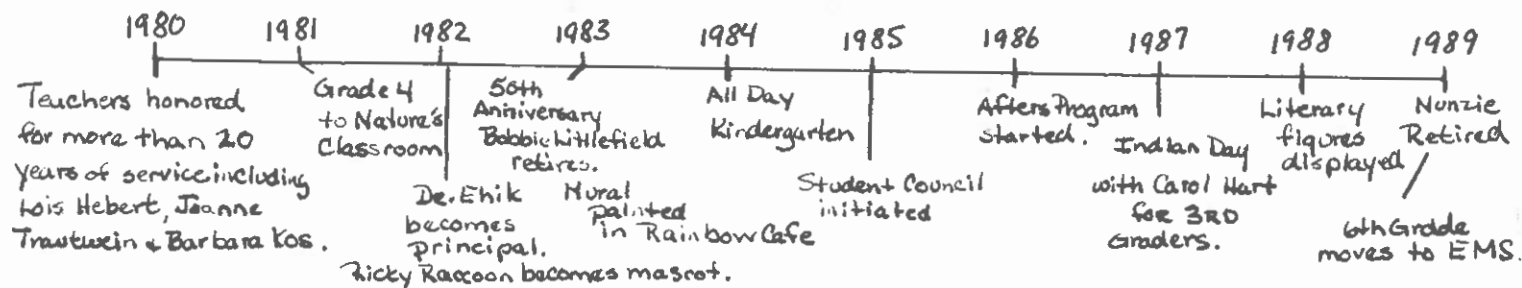 1980 1981 1982 1983 1984 1985 1986 1987 1988 1989
Teachers honored
for more than 20
years of service including
Lois Hebert, Joanne
Trautwein & Barbara Kos.
Grade 4
to Nature's
Classroom
Dr. Ehik
becomes
principal.
Ricky Raccoon becomes mascot.
50th
Anniversary
Bobbie Littlefield
retires.
Mural
painted
in Rainbow Cafe
All Day
Kindergarten
Student Council
initiated
Afters Program
started.
Indian Day
with Carol Hart
for 3RD
Graders.
Literary
figures
displayed
Nunzie
Retired
6th Grade
moves to EMS.